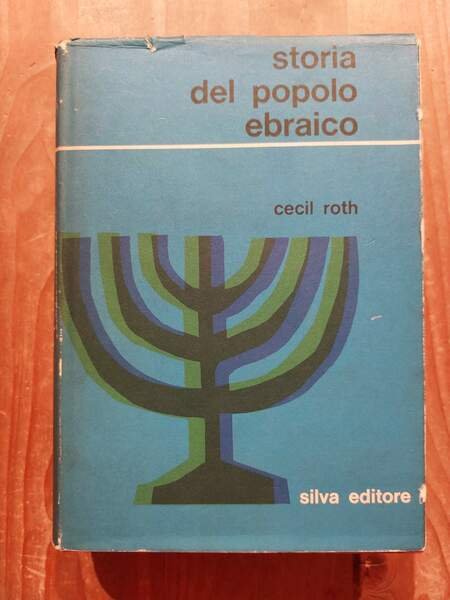 storia
del popolo
ebraico
cecil roth
silva editore